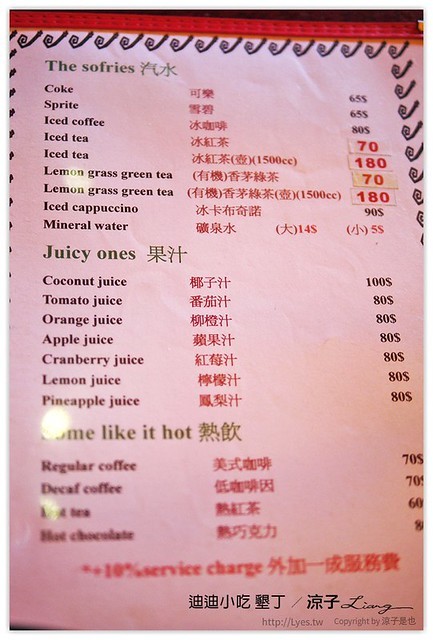 The sofries 汽水
Coke 可樂 65$
Sprite 雪碧 65$
Iced coffee 冰咖啡 80$
Iced tea 冰紅茶 70
Iced tea 冰紅茶(壺)(1500cc) 180
Lemon grass green tea (有機)香茅綠茶 70
Lemon grass green tea (有機)香茅綠茶(壺)(1500cc) 180
Iced cappuccino 冰卡布奇諾 90$
Mineral water 礦泉水 (大)14$ (小) 5$
Juicy ones 果汁
Coconut juice 椰子汁 100$
Tomato juice 番茄汁 80$
Orange juice 柳橙汁 80$
Apple juice 蘋果汁 80$
Cranberry juice 紅莓汁 80$
Lemon juice 檸檬汁 80$
Pineapple juice 鳳梨汁 80$
Some like it hot 熱飲
Regular coffee 美式咖啡 70$
Decaf coffee 低咖啡因 70$
Hot tea 熱紅茶 60
Hot chocolate 熱巧克力 8
*+10%service charge 外加一成服務費
迪迪小吃 墾丁 / 涼子 Liang
http://Lyes.tw Copyright by 涼子是也